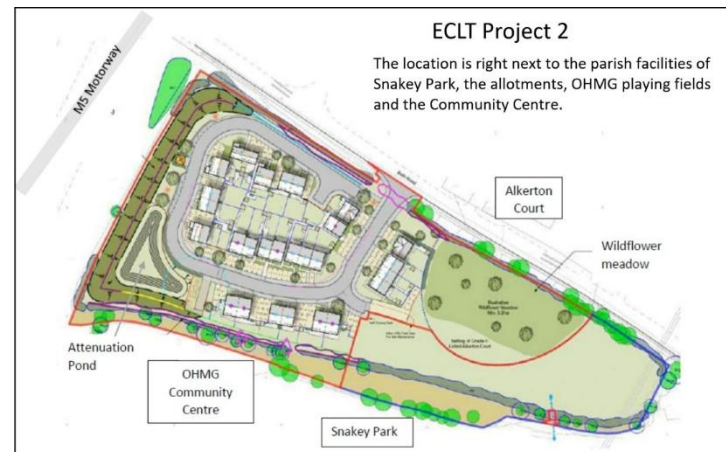 ECLT Project 2
The location is right next to the parish facilities of
Snakey Park, the allotments, OHMG playing fields
and the Community Centre.
M5 Motorway
Alkerton
Court
Wildflower
meadow
Attenuation
Pond
OHMG
Community
Centre
Snakey Park